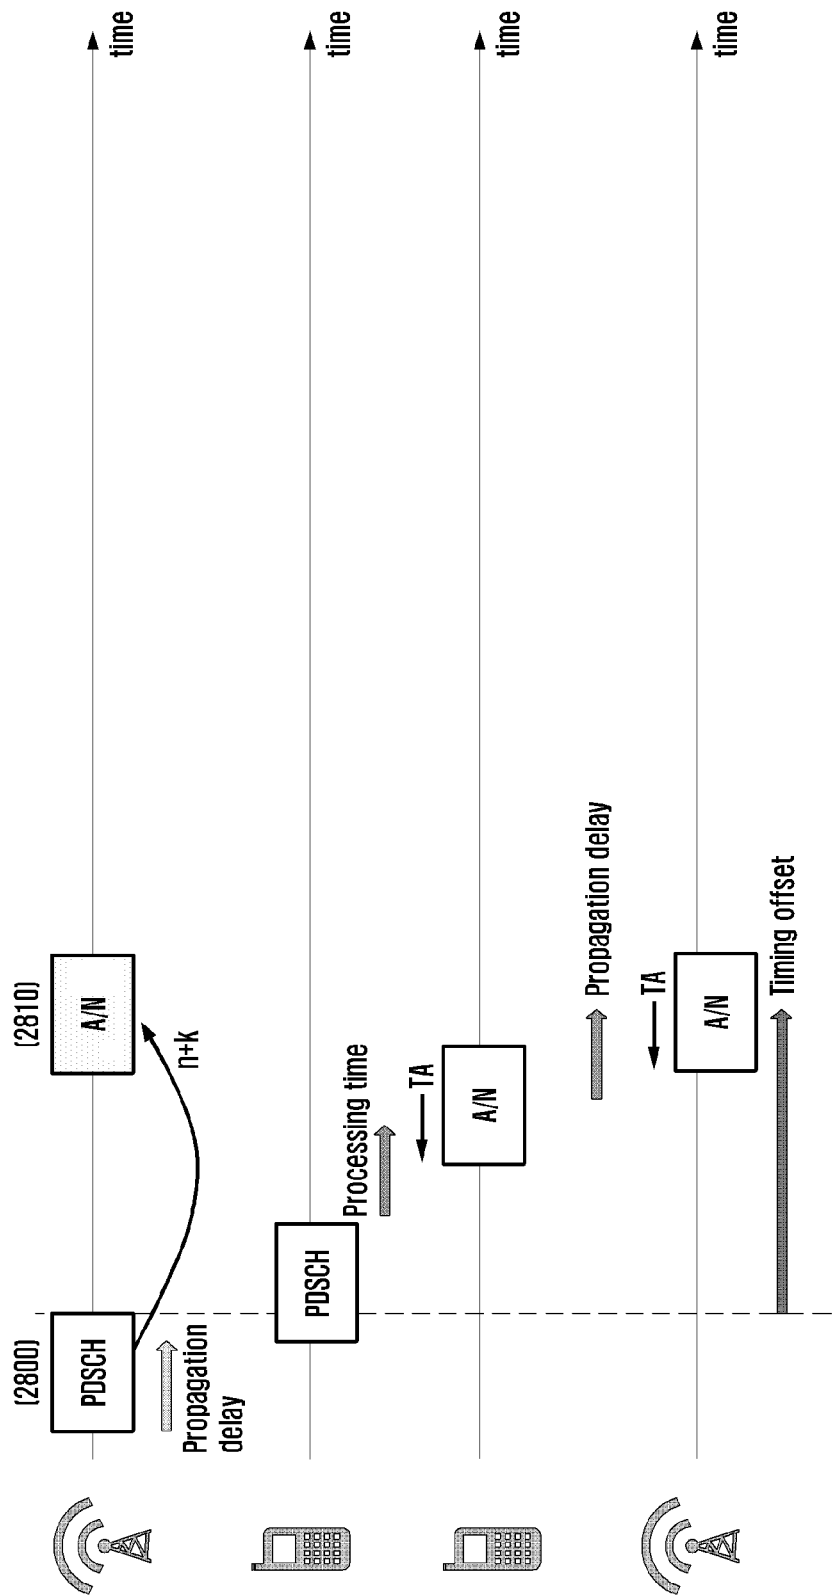 (2800)
(2810)
PDSCH
A/N
time
n+k
Propagation
delay
PDSCH
time
Processing time
TA
A/N
time
Propagation delay
TA
A/N
time
Timing offset